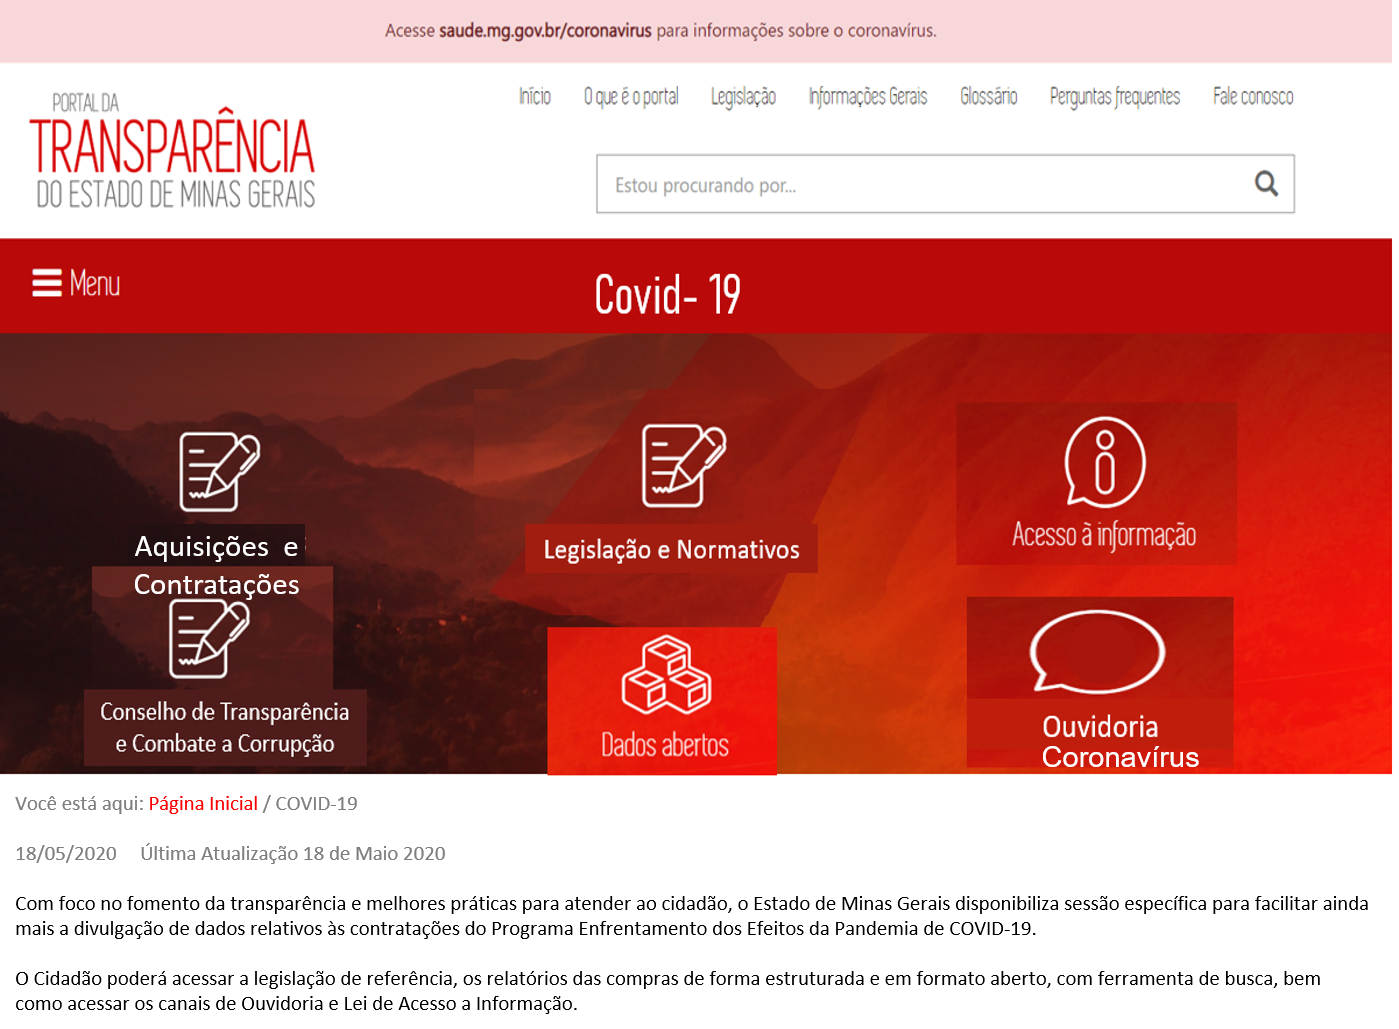 Acesse saude.mg.gov.br/coronavirus para informações sobre o coronavírus.
PORTAL DA
TRANSPARÊNCIA
DO ESTADO DE MINAS GERAIS
Início O que é o portal Legislação Informações Gerais Glossário Perguntas frequentes Fale conosco
Estou procurando por...
Menu
Covid- 19
Aquisições e
Contratações
Legislação e Normativos
Acesso à informação
Conselho de Transparência
e Combate a Corrupção
Dados abertos
Ouvidoria
Coronavírus
Você está aqui: Página Inicial / COVID-19
18/05/2020 Última Atualização 18 de Maio 2020
Com foco no fomento da transparência e melhores práticas para atender ao cidadão, o Estado de Minas Gerais disponibiliza sessão específica para facilitar ainda
mais a divulgação de dados relativos às contratações do Programa Enfrentamento dos Efeitos da Pandemia de COVID-19.
O Cidadão poderá acessar a legislação de referência, os relatórios das compras de forma estruturada e em formato aberto, com ferramenta de busca, bem
como acessar os canais de Ouvidoria e Lei de Acesso a Informação.